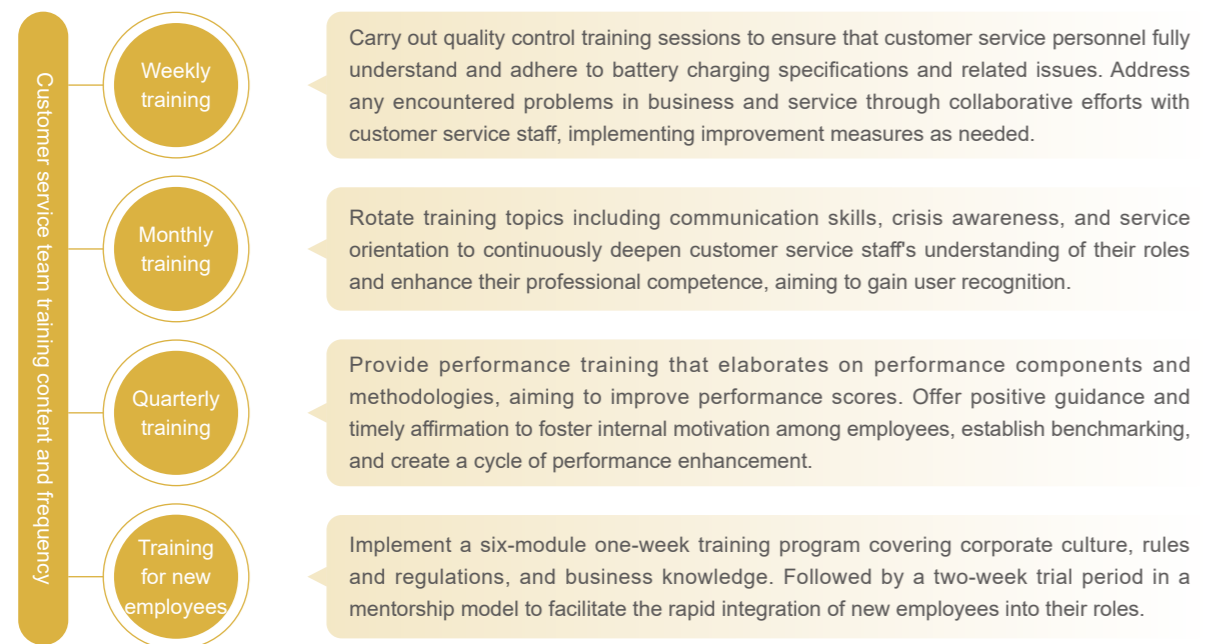 Customer service team training content and frequency
Weekly
training
Carry out quality control training sessions to ensure that customer service personnel fully
understand and adhere to battery charging specifications and related issues. Address
any encountered problems in business and service through collaborative efforts with
customer service staff, implementing improvement measures as needed.
Monthly
training
Rotate training topics including communication skills, crisis awareness, and service
orientation to continuously deepen customer service staff's understanding of their roles
and enhance their professional competence, aiming to gain user recognition.
Quarterly
training
Provide performance training that elaborates on performance components and
methodologies, aiming to improve performance scores. Offer positive guidance and
timely affirmation to foster internal motivation among employees, establish benchmarking,
and create a cycle of performance enhancement.
Training
for new
employees
Implement a six-module one-week training program covering corporate culture, rules
and regulations, and business knowledge. Followed by a two-week trial period in a
mentorship model to facilitate the rapid integration of new employees into their roles.